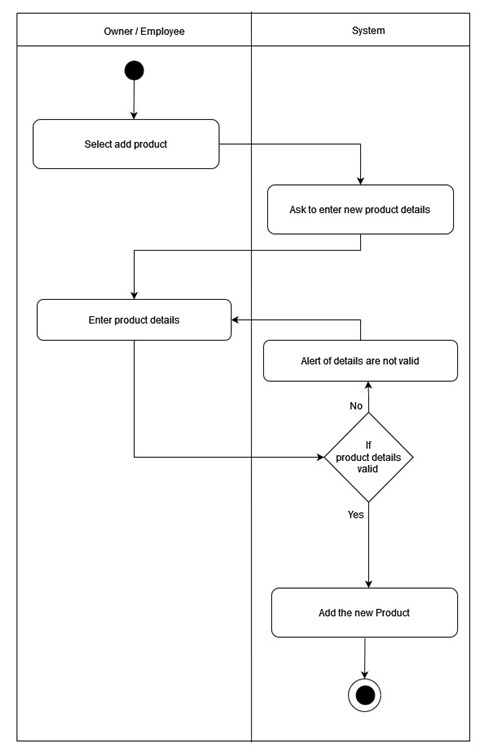 Owner / Employee
System
Select add product
Ask to enter new product details
Enter product details
Alert of details are not valid
No
If
product details
valid
Yes
Add the new Product